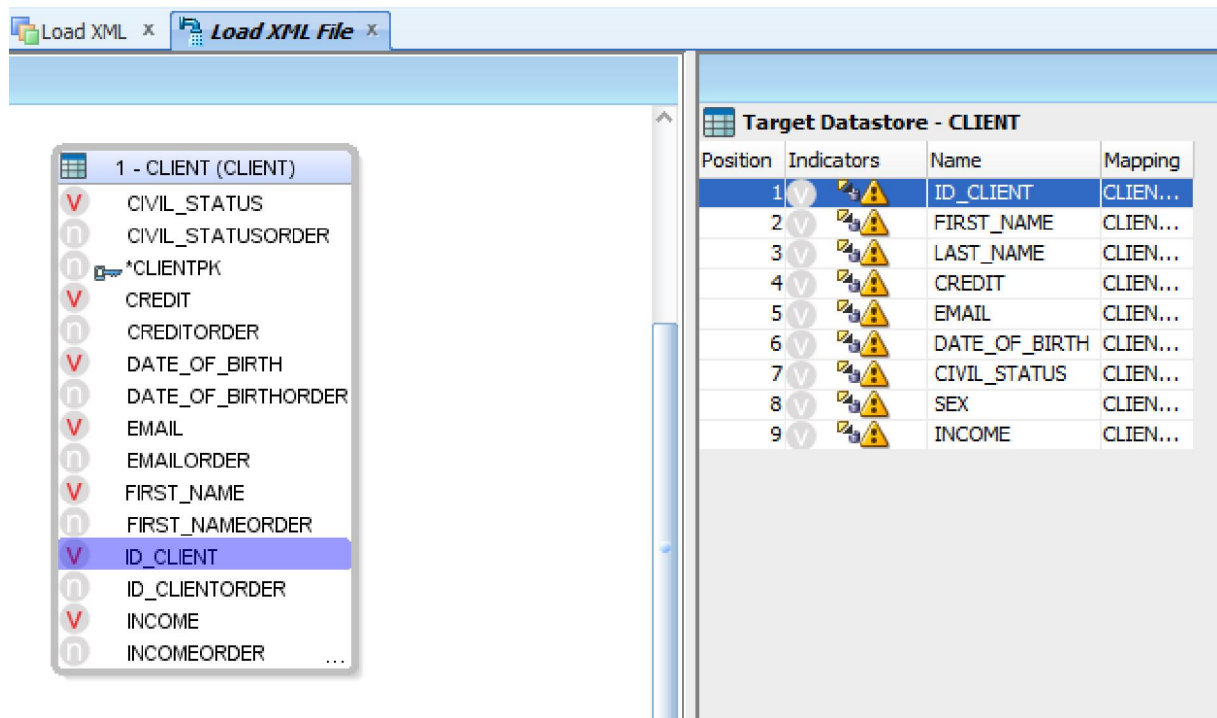 Load XML x Load XML File x
1 - CLIENT (CLIENT)
V CIVIL_STATUS
n CIVIL_STATUSORDER
n *CLIENTPK
V CREDIT
n CREDITORDER
V DATE_OF_BIRTH
n DATE_OF_BIRTHORDER
V EMAIL
n EMAILORDER
V FIRST_NAME
n FIRST_NAMEORDER
V ID_CLIENT
n ID_CLIENTORDER
V INCOME
n INCOMEORDER ...
Target Datastore - CLIENT
Position Indicators Name Mapping
1 V ID_CLIENT CLIEN...
2 V FIRST_NAME CLIEN...
3 V LAST_NAME CLIEN...
4 V CREDIT CLIEN...
5 V EMAIL CLIEN...
6 V DATE_OF_BIRTH CLIEN...
7 V CIVIL_STATUS CLIEN...
8 V SEX CLIEN...
9 V INCOME CLIEN...